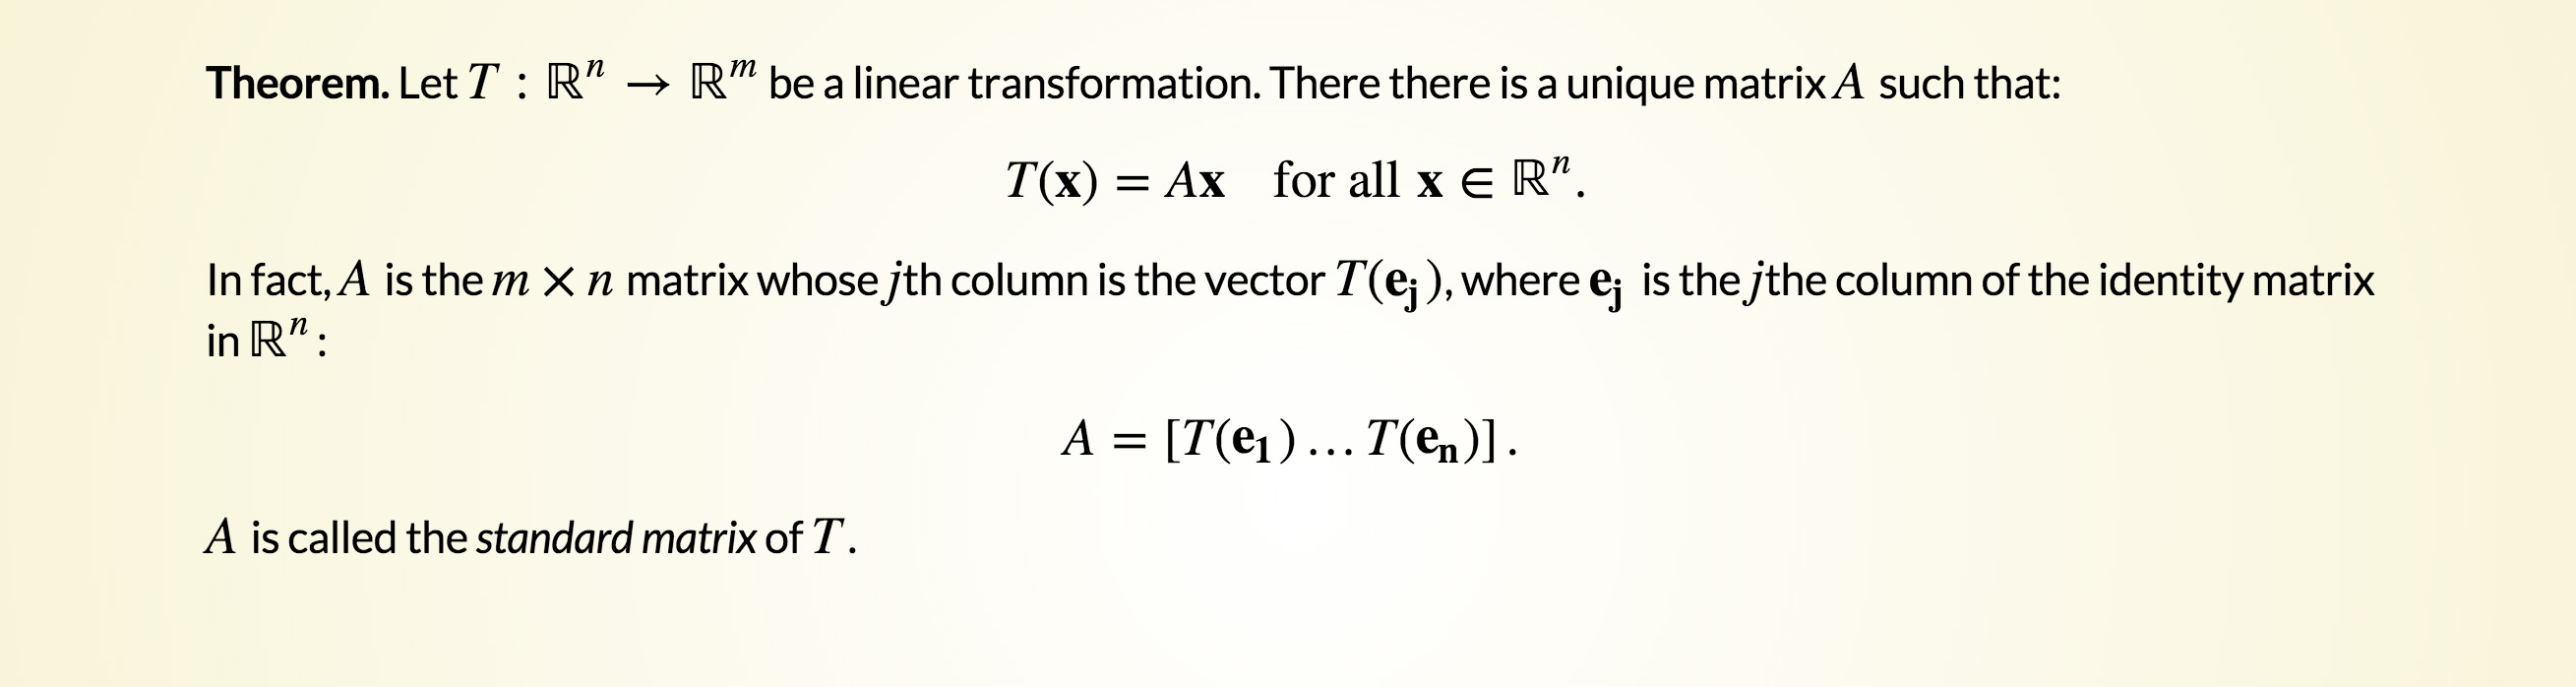 Theorem. Let T : ℝⁿ → ℝᵐ be a linear transformation. There there is a unique matrix A such that:
T(x) = Ax for all x ∈ ℝⁿ.
In fact, A is the m × n matrix whose jth column is the vector T(eⱼ), where eⱼ is the jthe column of the identity matrix
in ℝⁿ:
A = [T(e₁) … T(eₙ)] .
A is called the standard matrix of T.